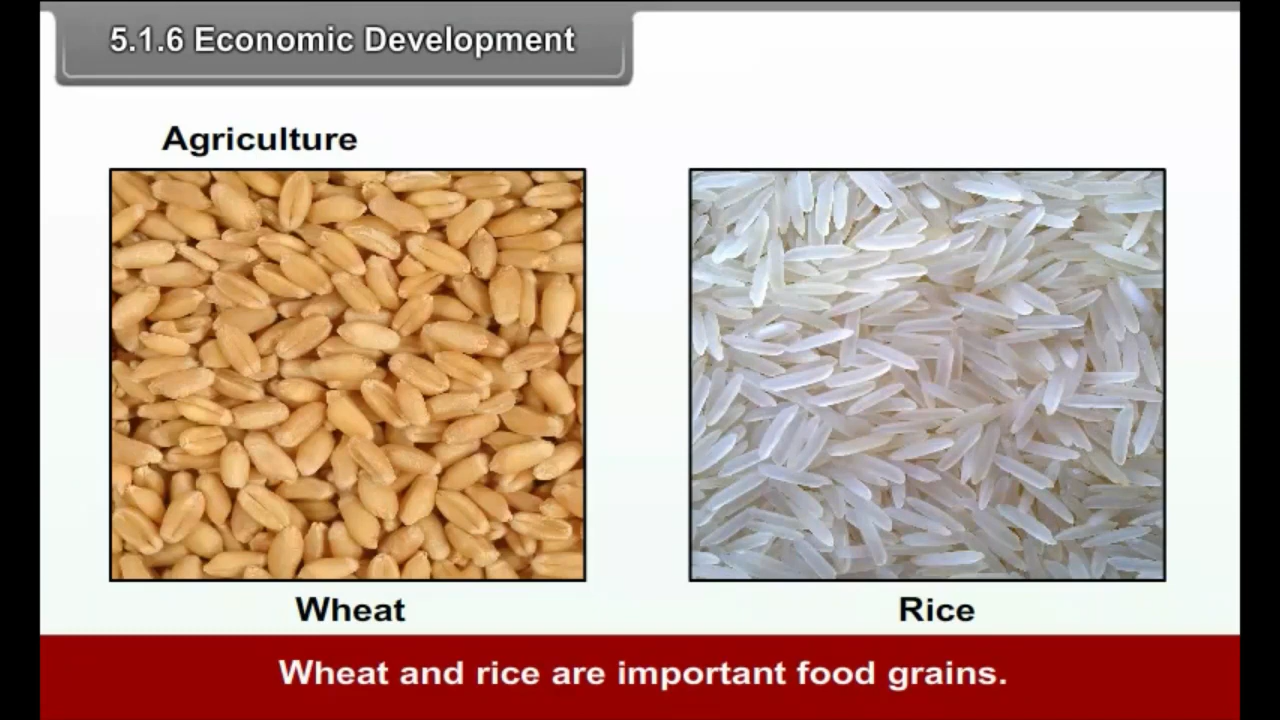 5.1.6 Economic Development
Agriculture
Wheat
Rice
Wheat and rice are important food grains.